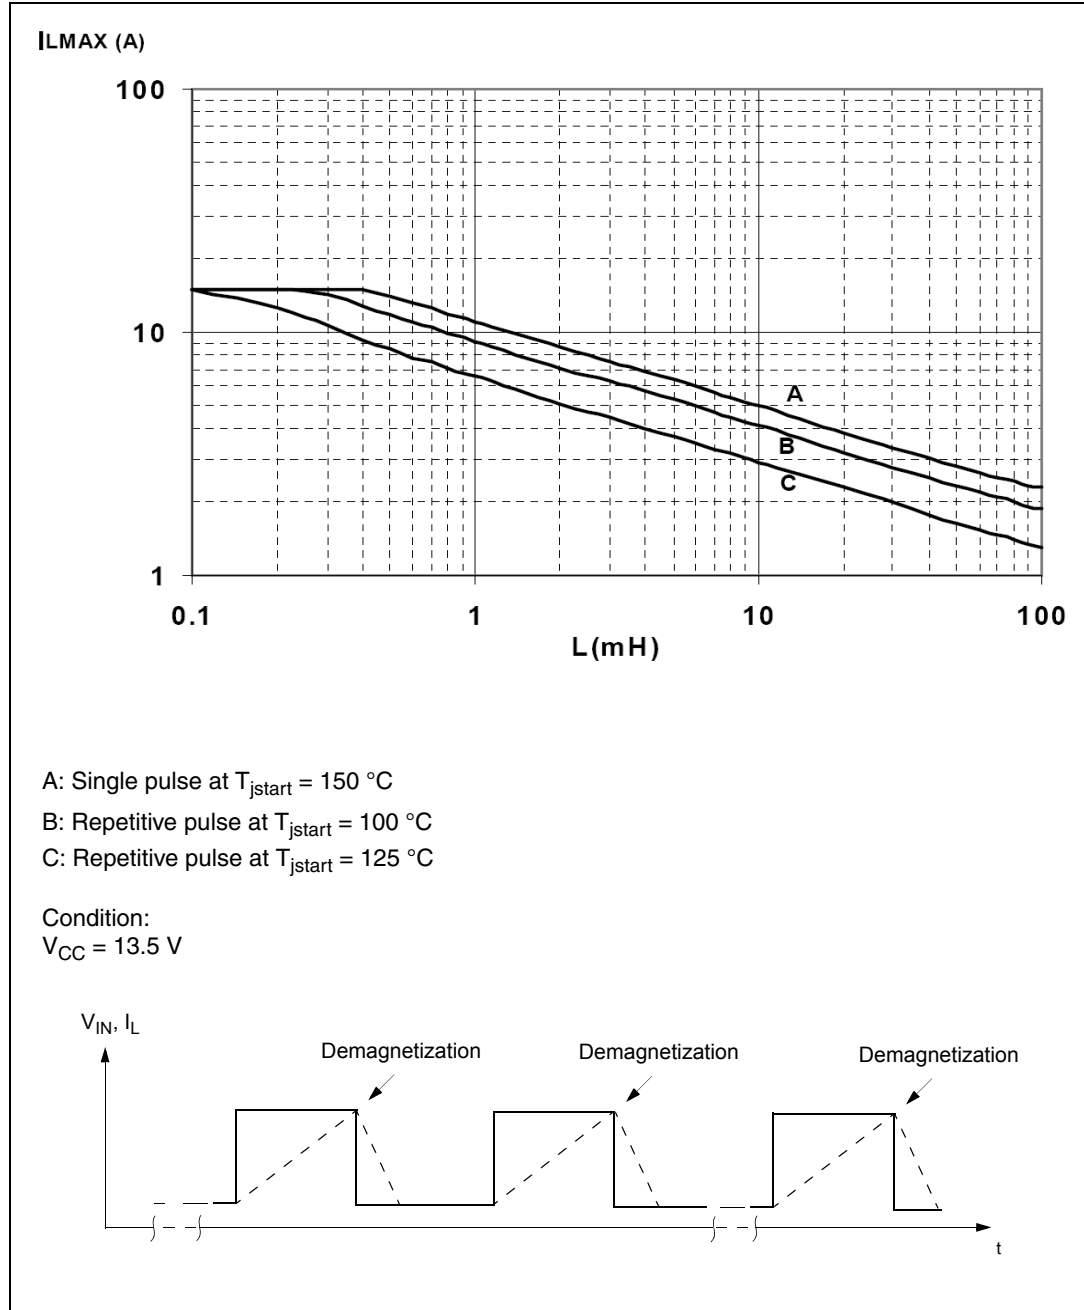 ILMAX (A)
100
10
1
A
B
C
0.1 1 10 100
L(mH)
A: Single pulse at Tjstart = 150 °C
B: Repetitive pulse at Tjstart = 100 °C
C: Repetitive pulse at Tjstart = 125 °C
Condition:
VCC = 13.5 V
VIN, IL
Demagnetization Demagnetization Demagnetization
t